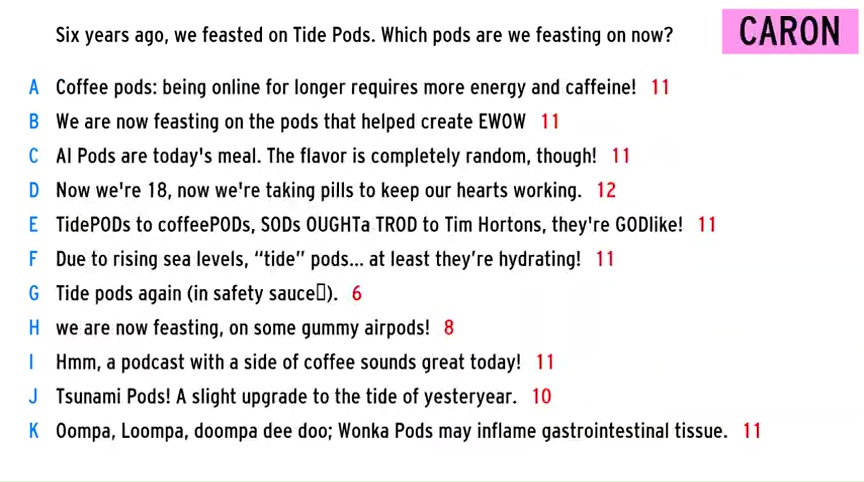 Six years ago, we feasted on Tide Pods. Which pods are we feasting on now?
CARON
A Coffee pods: being online for longer requires more energy and caffeine! 11
B We are now feasting on the pods that helped create EWOW 11
C AI Pods are today's meal. The flavor is completely random, though! 11
D Now we're 18, now we're taking pills to keep our hearts working. 12
E TidePODs to coffeePODs, SODs OUGHTa TROD to Tim Hortons, they're GODlike! 11
F Due to rising sea levels, “tide” pods... at least they’re hydrating! 11
G Tide pods again (in safety sauce▯). 6
H we are now feasting, on some gummy airpods! 8
I Hmm, a podcast with a side of coffee sounds great today! 11
J Tsunami Pods! A slight upgrade to the tide of yesteryear. 10
K Oompa, Loompa, doompa dee doo; Wonka Pods may inflame gastrointestinal tissue. 11